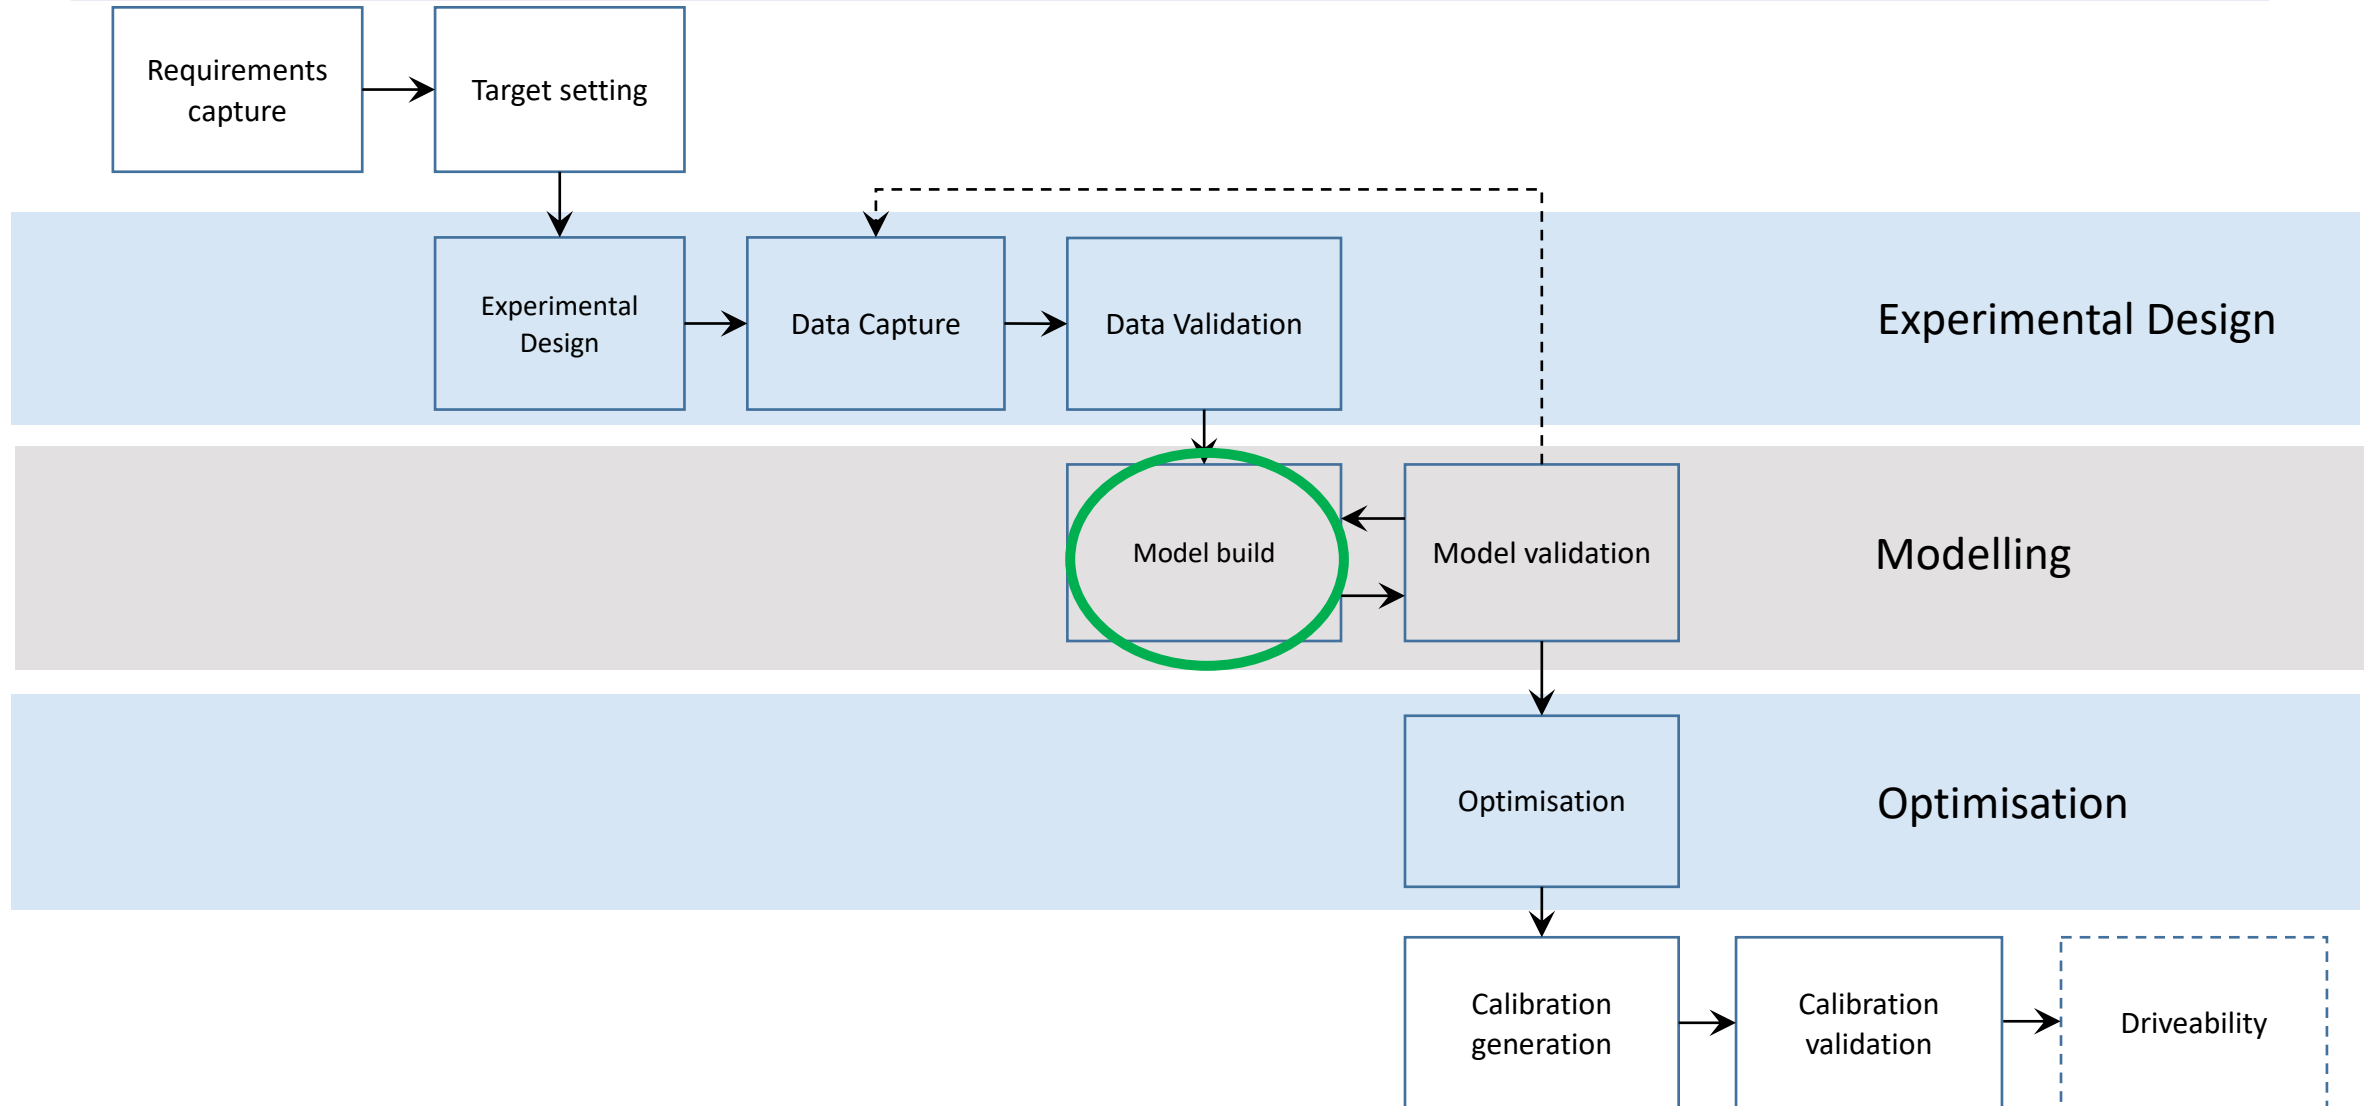 Requirements
capture
Target setting
Experimental
Design
Data Capture
Data Validation
Experimental Design
Model build
Model validation
Modelling
Optimisation
Optimisation
Calibration
generation
Calibration
validation
Driveability